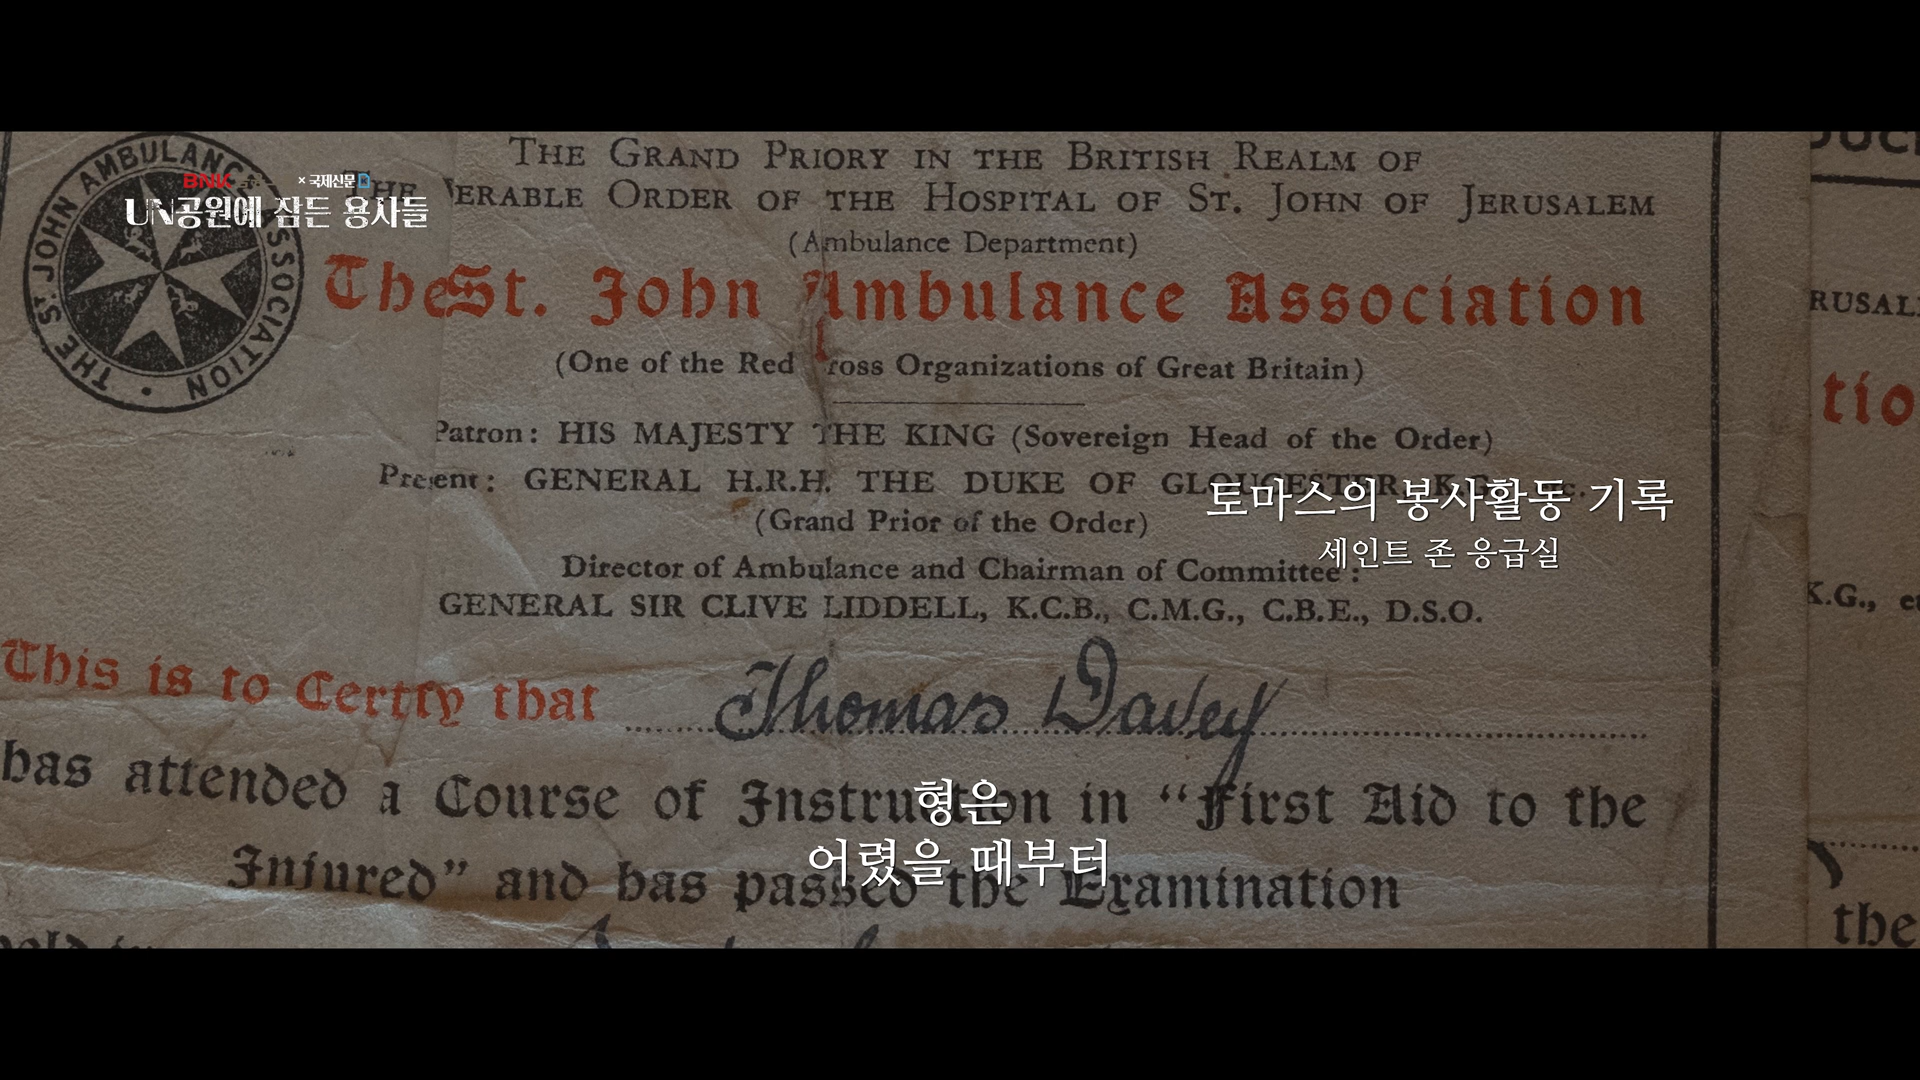 THE GRAND PRIORY IN THE BRITISH REALM OF
THE ERABLE ORDER OF THE HOSPITAL OF ST. JOHN OF JERUSALEM
(Ambulance Department)
THE ST. JOHN AMBULANCE ASSOCIATION
BNK × 국제신문
UN공원에 잠든 용사들
The St. John Ambulance Association
(One of the Red ross Organizations of Great Britain)
Patron: HIS MAJESTY THE KING (Sovereign Head of the Order)
Present: GENERAL H.R.H. THE DUKE OF GLOUCESTER, K.G.
(Grand Prior of the Order)
토마스의 봉사활동 기록
세인트 존 응급실
Director of Ambulance and Chairman of Committee:
GENERAL SIR CLIVE LIDDELL, K.C.B., C.M.G., C.B.E., D.S.O.
This is to Certify that Thomas Davey
has attended a Course of Instruction in “First Aid to the
Injured” and has passed the Examination
형은
어렸을 때부터
RUSAL
tio
K.G., e
the